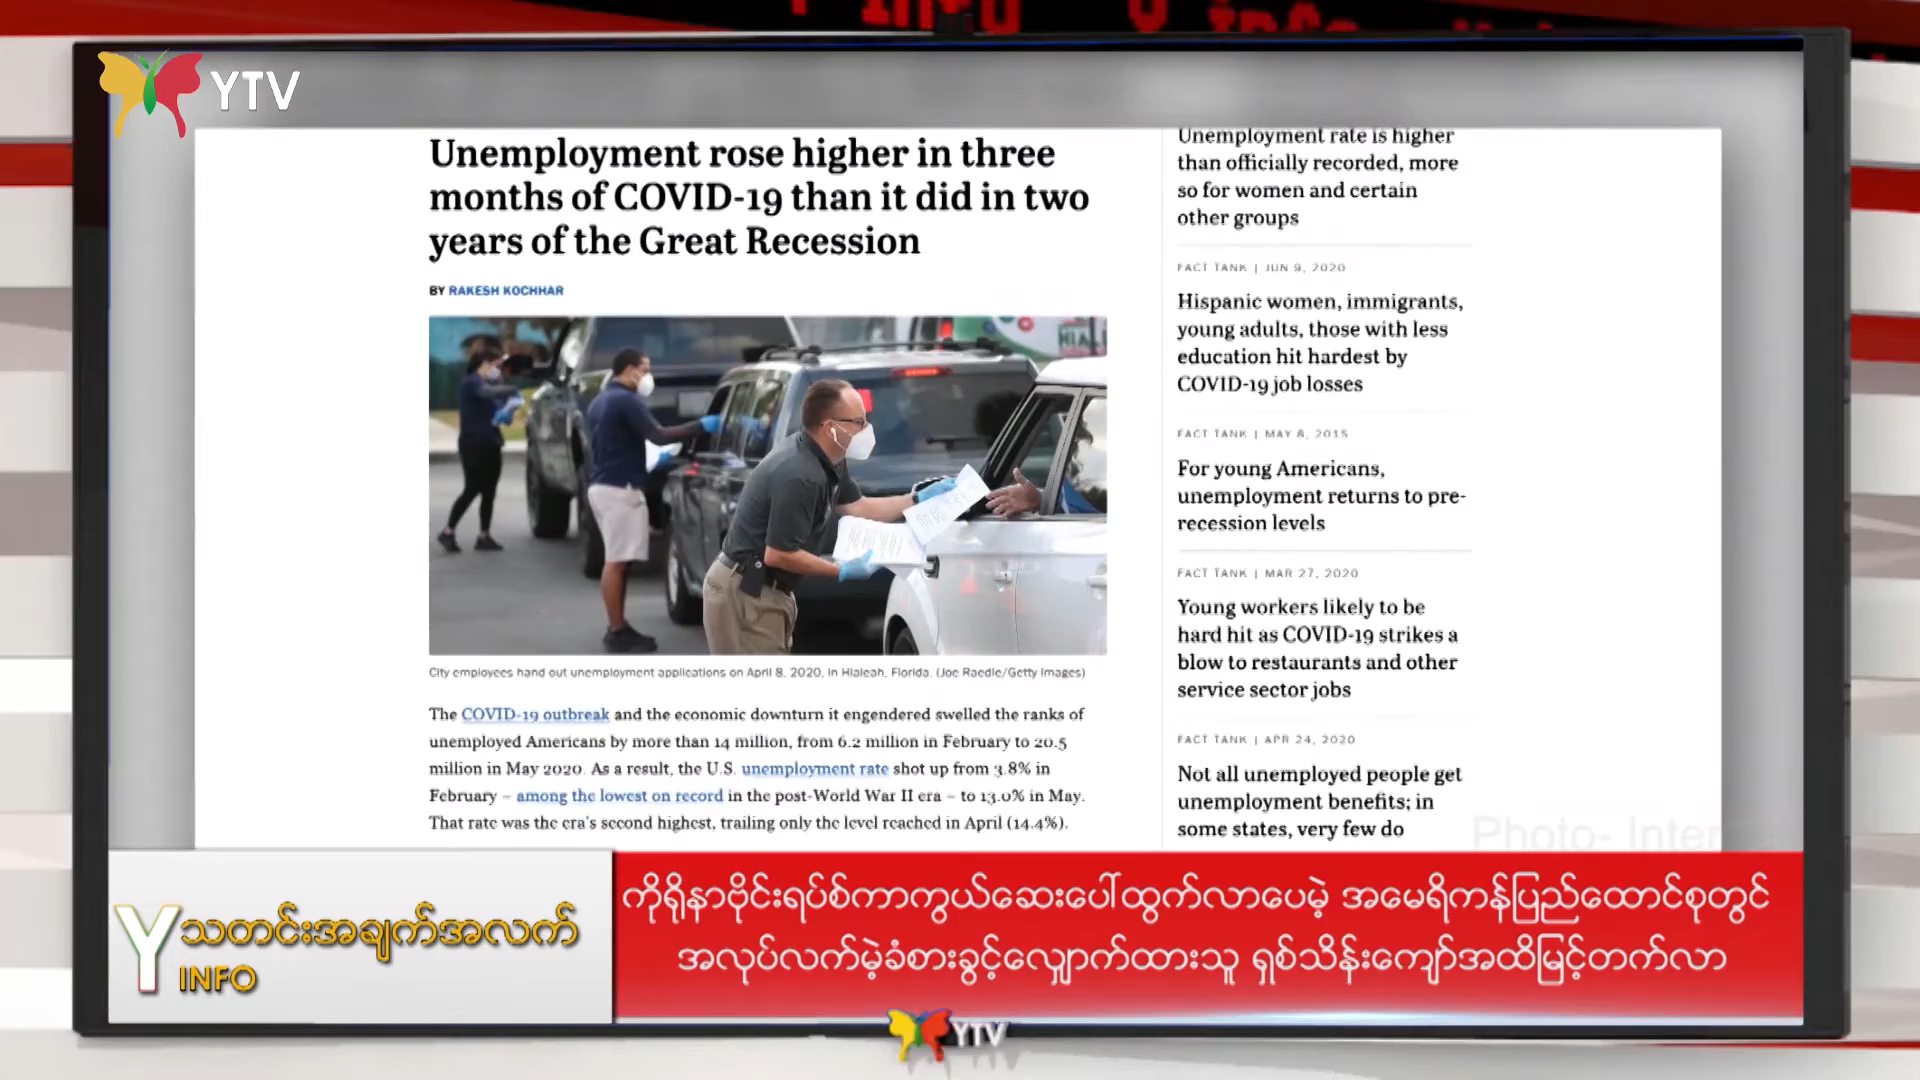 YTV
Unemployment rose higher in three
months of COVID-19 than it did in two
years of the Great Recession
BY RAKESH KOCHHAR
City employees hand out unemployment applications on April 8, 2020, in Hialeah, Florida. (Joe Raedle/Getty Images)
The COVID-19 outbreak and the economic downturn it engendered swelled the ranks of
unemployed Americans by more than 14 million, from 6.2 million in February to 20.5
million in May 2020. As a result, the U.S. unemployment rate shot up from 3.8% in
February – among the lowest on record in the post-World War II era – to 13.0% in May.
That rate was the era's second highest, trailing only the level reached in April (14.4%).
Unemployment rate is higher
than officially recorded, more
so for women and certain
other groups
FACT TANK | JUN 9, 2020
Hispanic women, immigrants,
young adults, those with less
education hit hardest by
COVID-19 job losses
FACT TANK | MAY 8, 2015
For young Americans,
unemployment returns to pre-
recession levels
FACT TANK | MAR 27, 2020
Young workers likely to be
hard hit as COVID-19 strikes a
blow to restaurants and other
service sector jobs
FACT TANK | APR 24, 2020
Not all unemployed people get
unemployment benefits; in
some states, very few do
Photo-
Y သတင်းအချက်အလက်
INFO
ကိုရိုနာဗိုင်းရပ်စ်ကာကွယ်ဆေးပေါ်ထွက်လာပေမဲ့ အမေရိကန်ပြည်ထောင်စုတွင်
အလုပ်လက်မဲ့ခံစားခွင့်လျှောက်ထားသူ ရှစ်သိန်းကျော်အထိမြင့်တက်လာ
YTV